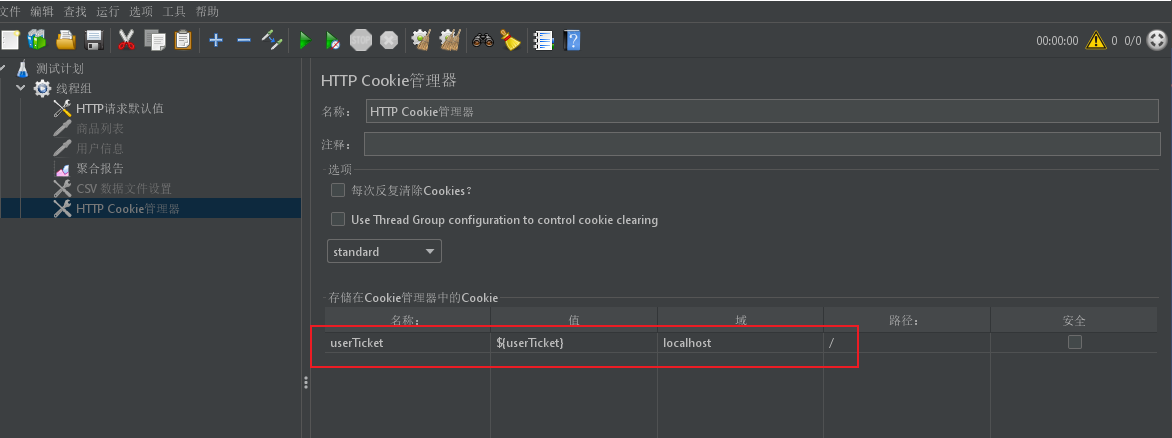 文件 编辑 查找 运行 选项 工具 帮助
STOP
00:00:00 0 0/0
测试计划
线程组
HTTP请求默认值
商品列表
用户信息
聚合报告
CSV 数据文件设置
HTTP Cookie管理器
HTTP Cookie管理器
名称： HTTP Cookie管理器
注释：
选项
每次反复清除Cookies?
Use Thread Group configuration to control cookie clearing
standard
存储在Cookie管理器中的Cookie
名称： 值 域 路径： 安全
userTicket ${userTicket} localhost /